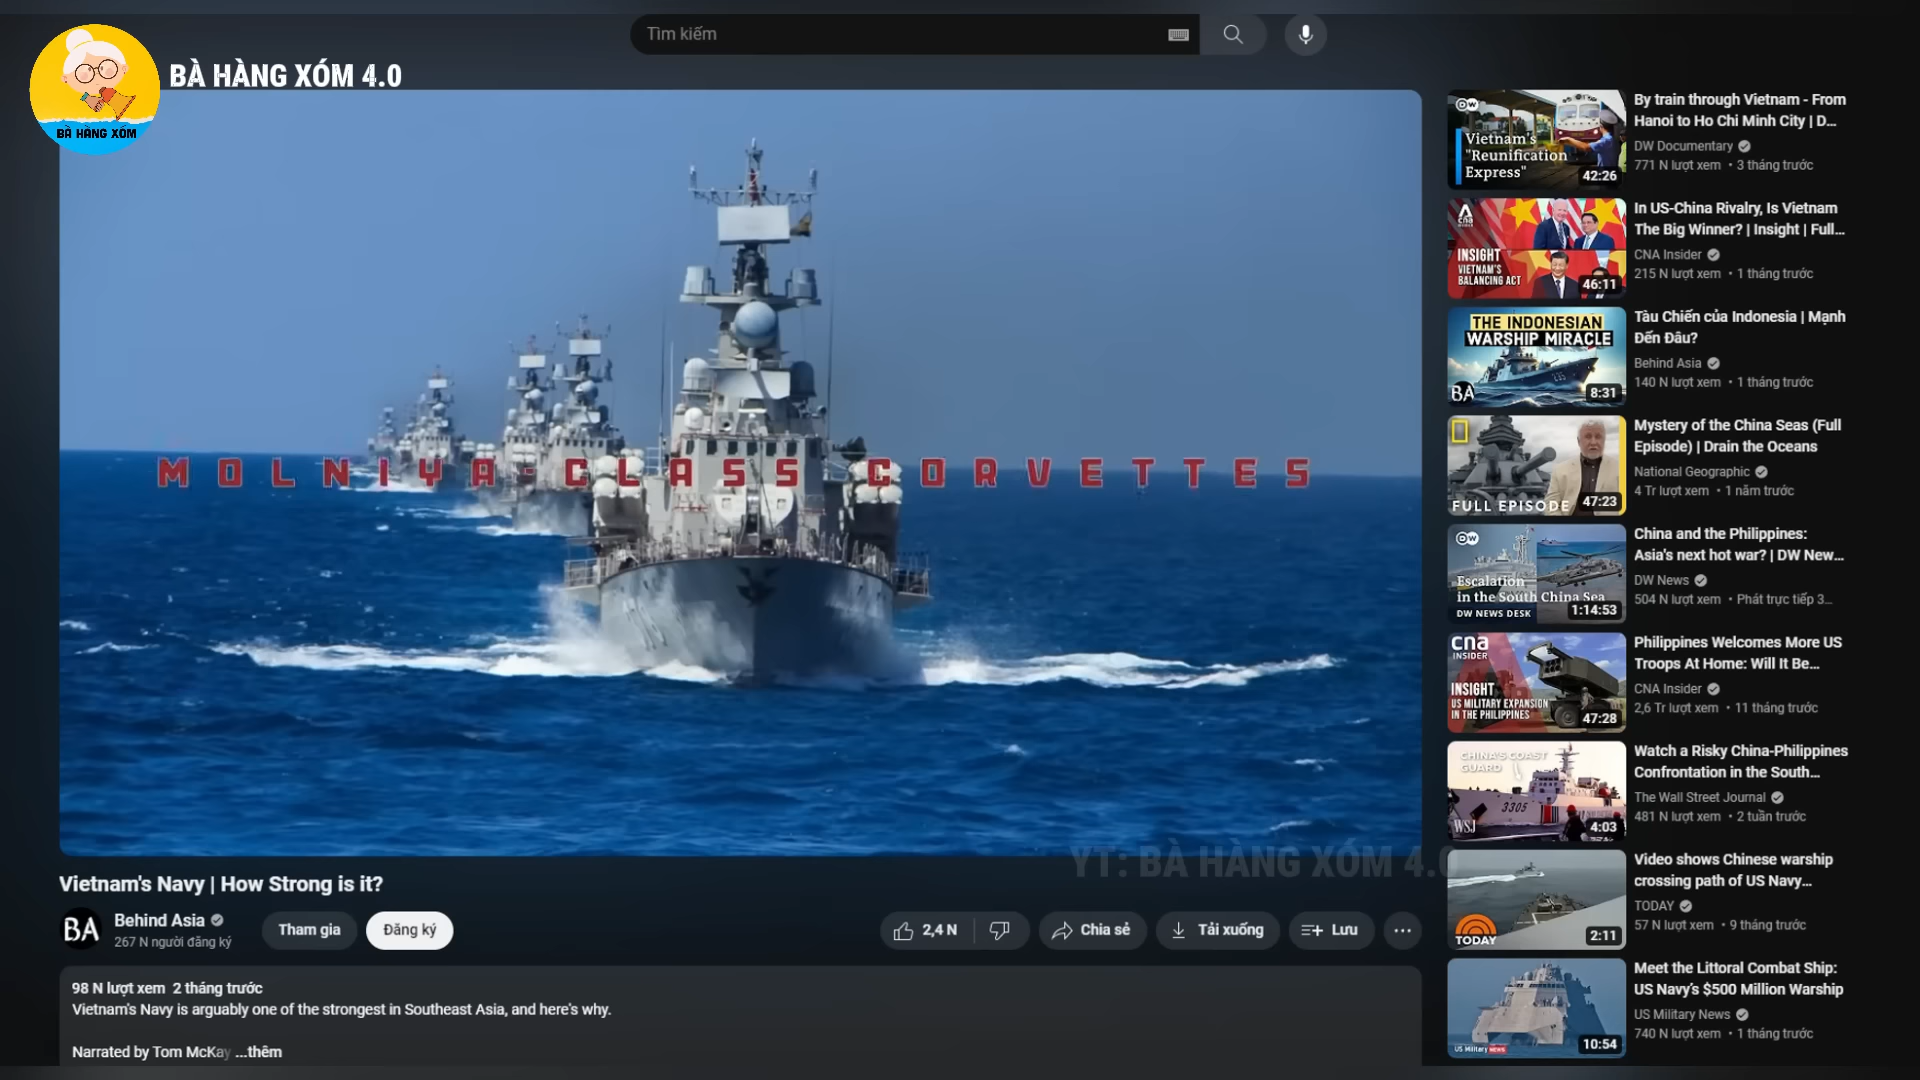 Tìm kiếm
BÀ HÀNG XÓM 4.0
BÀ HÀNG XÓM
MOLNIYA-CLASS CORVETTES
YT: BÀ HÀNG XÓM 4.0
Vietnam's Navy | How Strong is it?
BA
Behind Asia
267 N người đăng ký
Tham gia
Đăng ký
2,4 N
Chia sẻ
Tải xuống
Lưu
98 N lượt xem 2 tháng trước
Vietnam's Navy is arguably one of the strongest in Southeast Asia, and here's why.
Narrated by Tom McKay ...thêm
DW
Vietnam's
"Reunification
Express"
42:26
By train through Vietnam - From
Hanoi to Ho Chi Minh City | D...
DW Documentary
771 N lượt xem • 3 tháng trước
cna
INSIGHT
VIETNAM'S
BALANCING ACT
46:11
In US-China Rivalry, Is Vietnam
The Big Winner? | Insight | Full...
CNA Insider
215 N lượt xem • 1 tháng trước
THE INDONESIAN
WARSHIP MIRACLE
BA
8:31
Tàu Chiến của Indonesia | Mạnh
Đến Đâu?
Behind Asia
140 N lượt xem • 1 tháng trước
FULL EPISODE
47:23
Mystery of the China Seas (Full
Episode) | Drain the Oceans
National Geographic
4 Tr lượt xem • 1 năm trước
DW
Escalation
in the South China Sea
DW NEWS DESK
1:14:53
China and the Philippines:
Asia's next hot war? | DW New...
DW News
504 N lượt xem • Phát trực tiếp 3...
cna
INSIDER
INSIGHT
US MILITARY EXPANSION
IN THE PHILIPPINES
47:28
Philippines Welcomes More US
Troops At Home: Will It Be...
CNA Insider
2,6 Tr lượt xem • 11 tháng trước
CHINA'S COAST
GUARD
3305
WSJ
4:03
Watch a Risky China-Philippines
Confrontation in the South...
The Wall Street Journal
481 N lượt xem • 2 tuần trước
TODAY
2:11
Video shows Chinese warship
crossing path of US Navy...
TODAY
57 N lượt xem • 9 tháng trước
US Military NEWS
10:54
Meet the Littoral Combat Ship:
US Navy's $500 Million Warship
US Military News
740 N lượt xem • 1 tháng trước